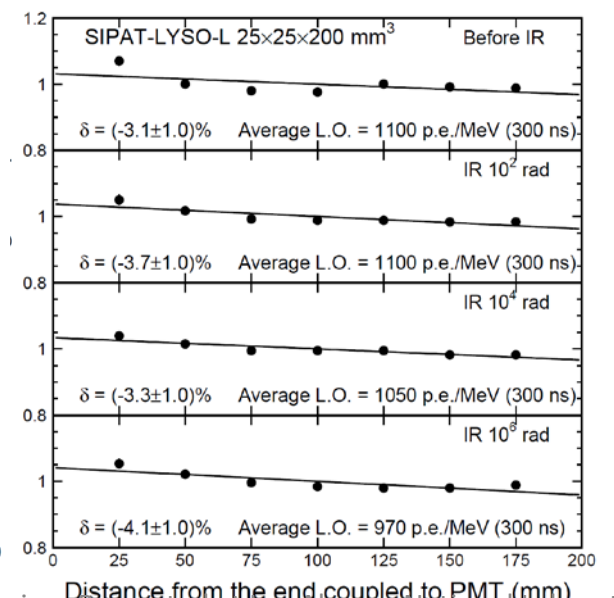 1.2
SIPAT-LYSO-L 25×25×200 mm³ Before IR
1
δ = (-3.1±1.0)% Average L.O. = 1100 p.e./MeV (300 ns)
0.8
IR 10² rad
1
δ = (-3.7±1.0)% Average L.O. = 1100 p.e./MeV (300 ns)
0.8
IR 10⁴ rad
1
δ = (-3.3±1.0)% Average L.O. = 1050 p.e./MeV (300 ns)
0.8
IR 10⁶ rad
1
δ = (-4.1±1.0)% Average L.O. = 970 p.e./MeV (300 ns)
0.8
0 25 50 75 100 125 150 175 200
Distance from the end coupled to PMT (mm)